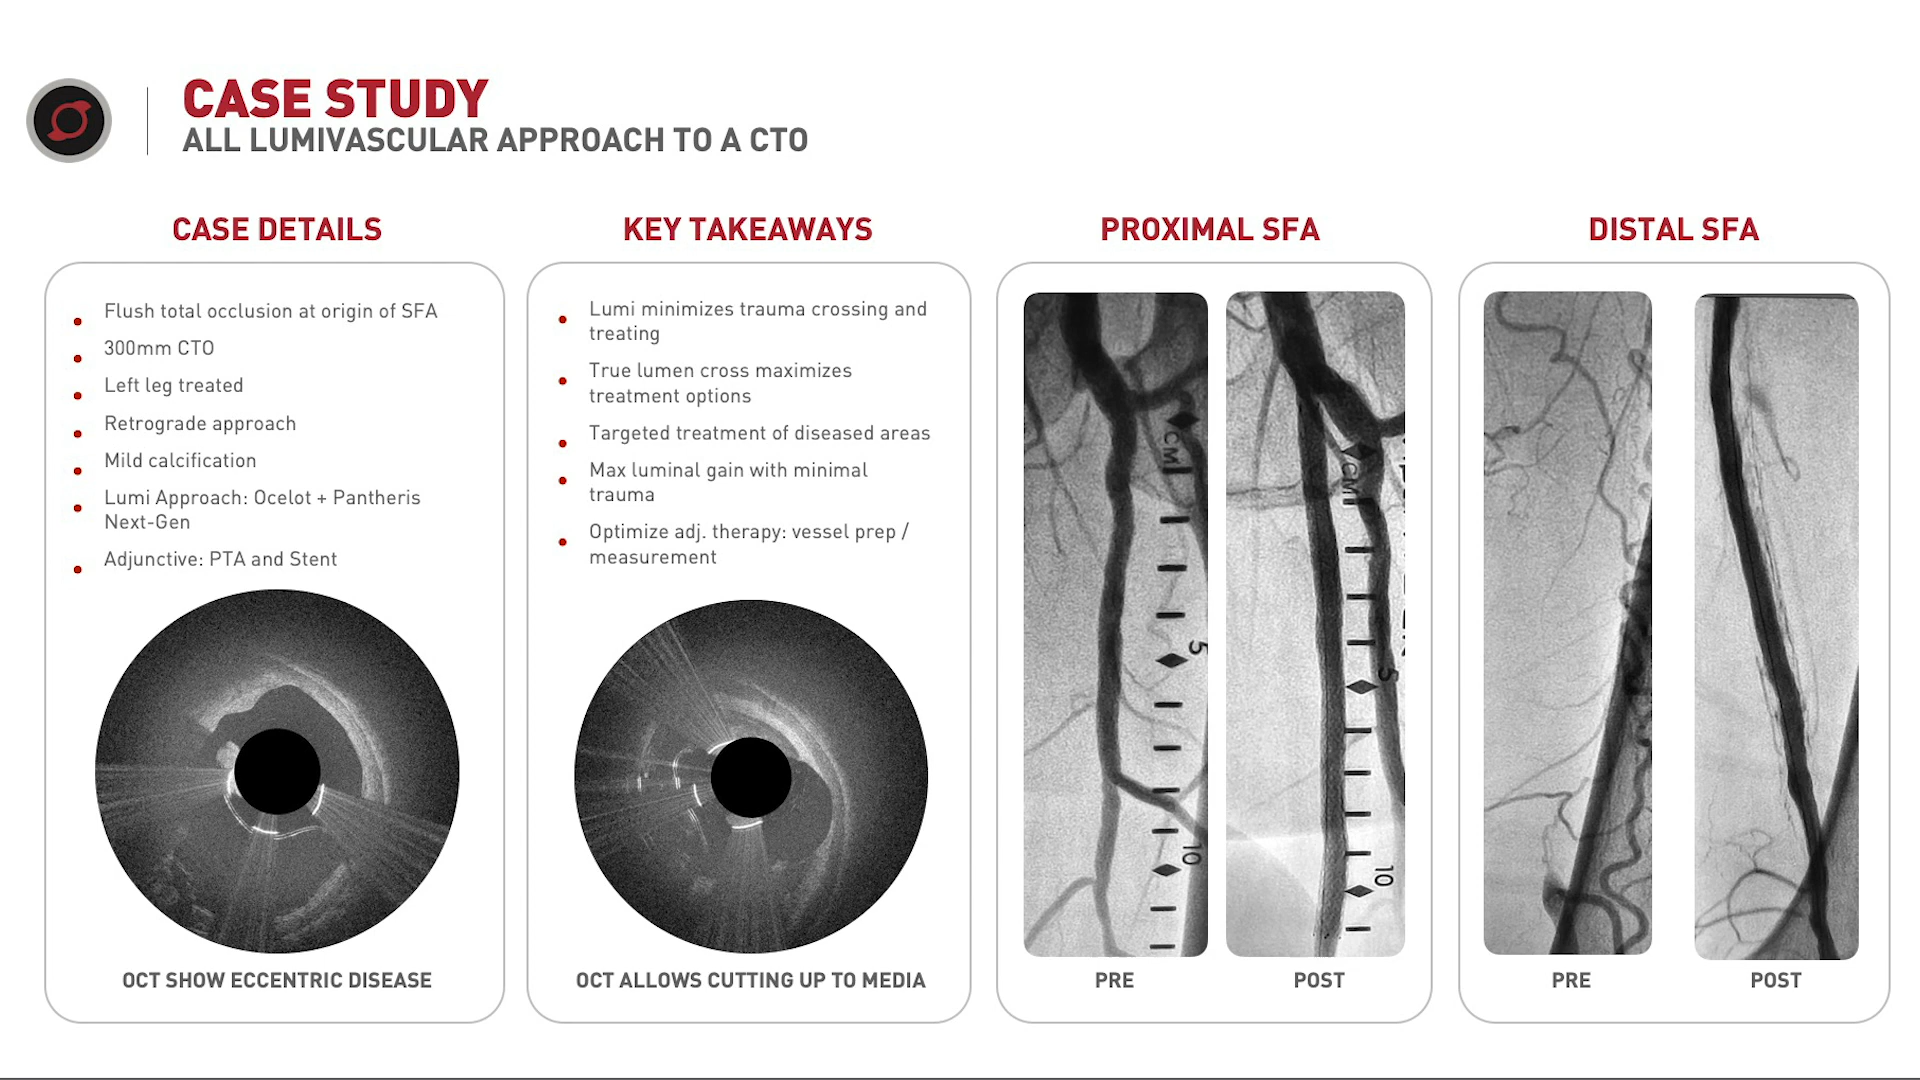 CASE STUDY
ALL LUMIVASCULAR APPROACH TO A CTO
CASE DETAILS
Flush total occlusion at origin of SFA
300mm CTO
Left leg treated
Retrograde approach
Mild calcification
Lumi Approach: Ocelot + Pantheris
Next-Gen
Adjunctive: PTA and Stent
OCT SHOW ECCENTRIC DISEASE
KEY TAKEAWAYS
Lumi minimizes trauma crossing and
treating
True lumen cross maximizes
treatment options
Targeted treatment of diseased areas
Max luminal gain with minimal
trauma
Optimize adj. therapy: vessel prep /
measurement
OCT ALLOWS CUTTING UP TO MEDIA
PROXIMAL SFA
CM
5
10
PRE
CM
5
10
POST
DISTAL SFA
PRE
POST